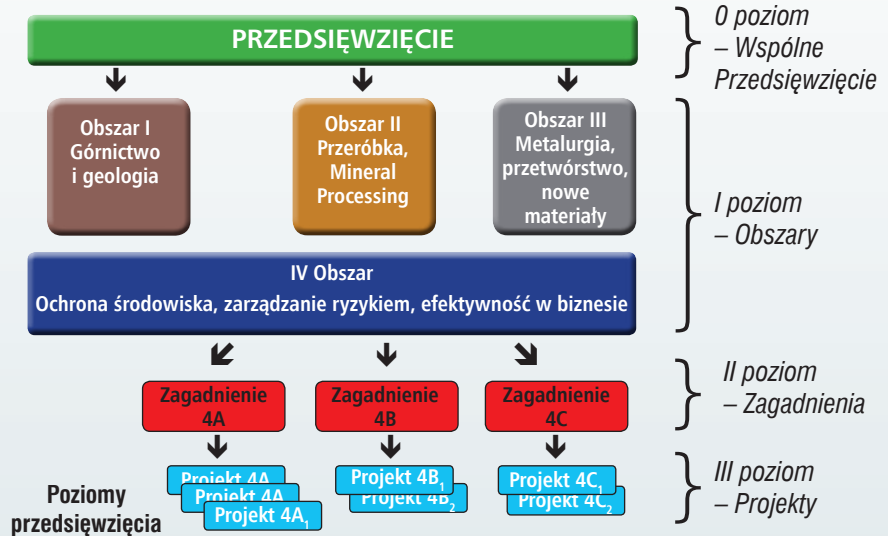 PRZEDSIĘWZIĘCIE
0 poziom
– Wspólne
Przedsięwzięcie
Obszar I
Górnictwo
i geologia
Obszar II
Przeróbka,
Mineral
Processing
Obszar III
Metalurgia,
przetwórstwo,
nowe
materiały
I poziom
– Obszary
IV Obszar
Ochrona środowiska, zarządzanie ryzykiem, efektywność w biznesie
Zagadnienie
4A
Zagadnienie
4B
Zagadnienie
4C
II poziom
– Zagadnienia
Projekt 4A
Projekt 4A
Projekt 4A₁
Projekt 4B₁
Projekt 4B₂
Projekt 4C₁
Projekt 4C₂
III poziom
– Projekty
Poziomy
przedsięwzięcia